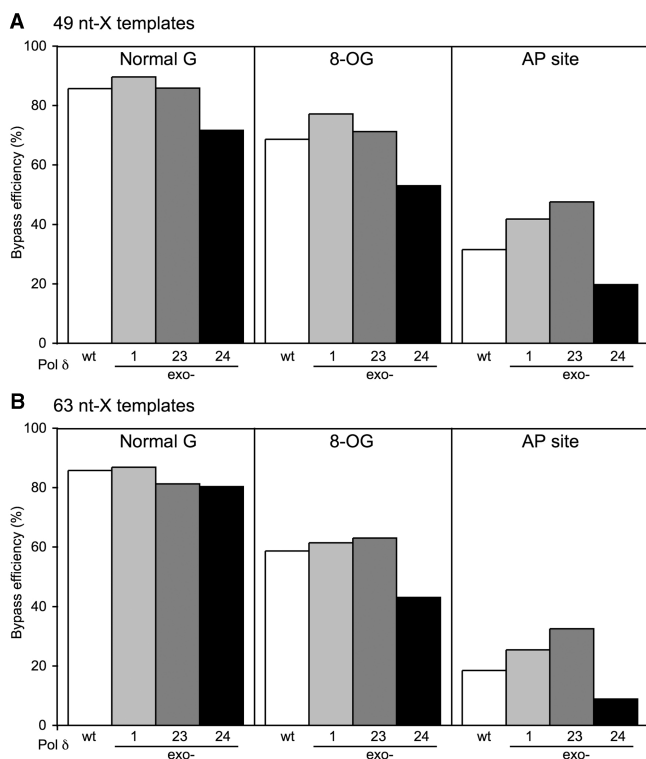 A 49 nt-X templates
Normal G 8-OG AP site
Bypass efficiency (%)
100
80
60
40
20
0
Pol δ wt 1 23 24 wt 1 23 24 wt 1 23 24
exo- exo- exo-
B 63 nt-X templates
Normal G 8-OG AP site
Bypass efficiency (%)
100
80
60
40
20
0
Pol δ wt 1 23 24 wt 1 23 24 wt 1 23 24
exo- exo- exo-